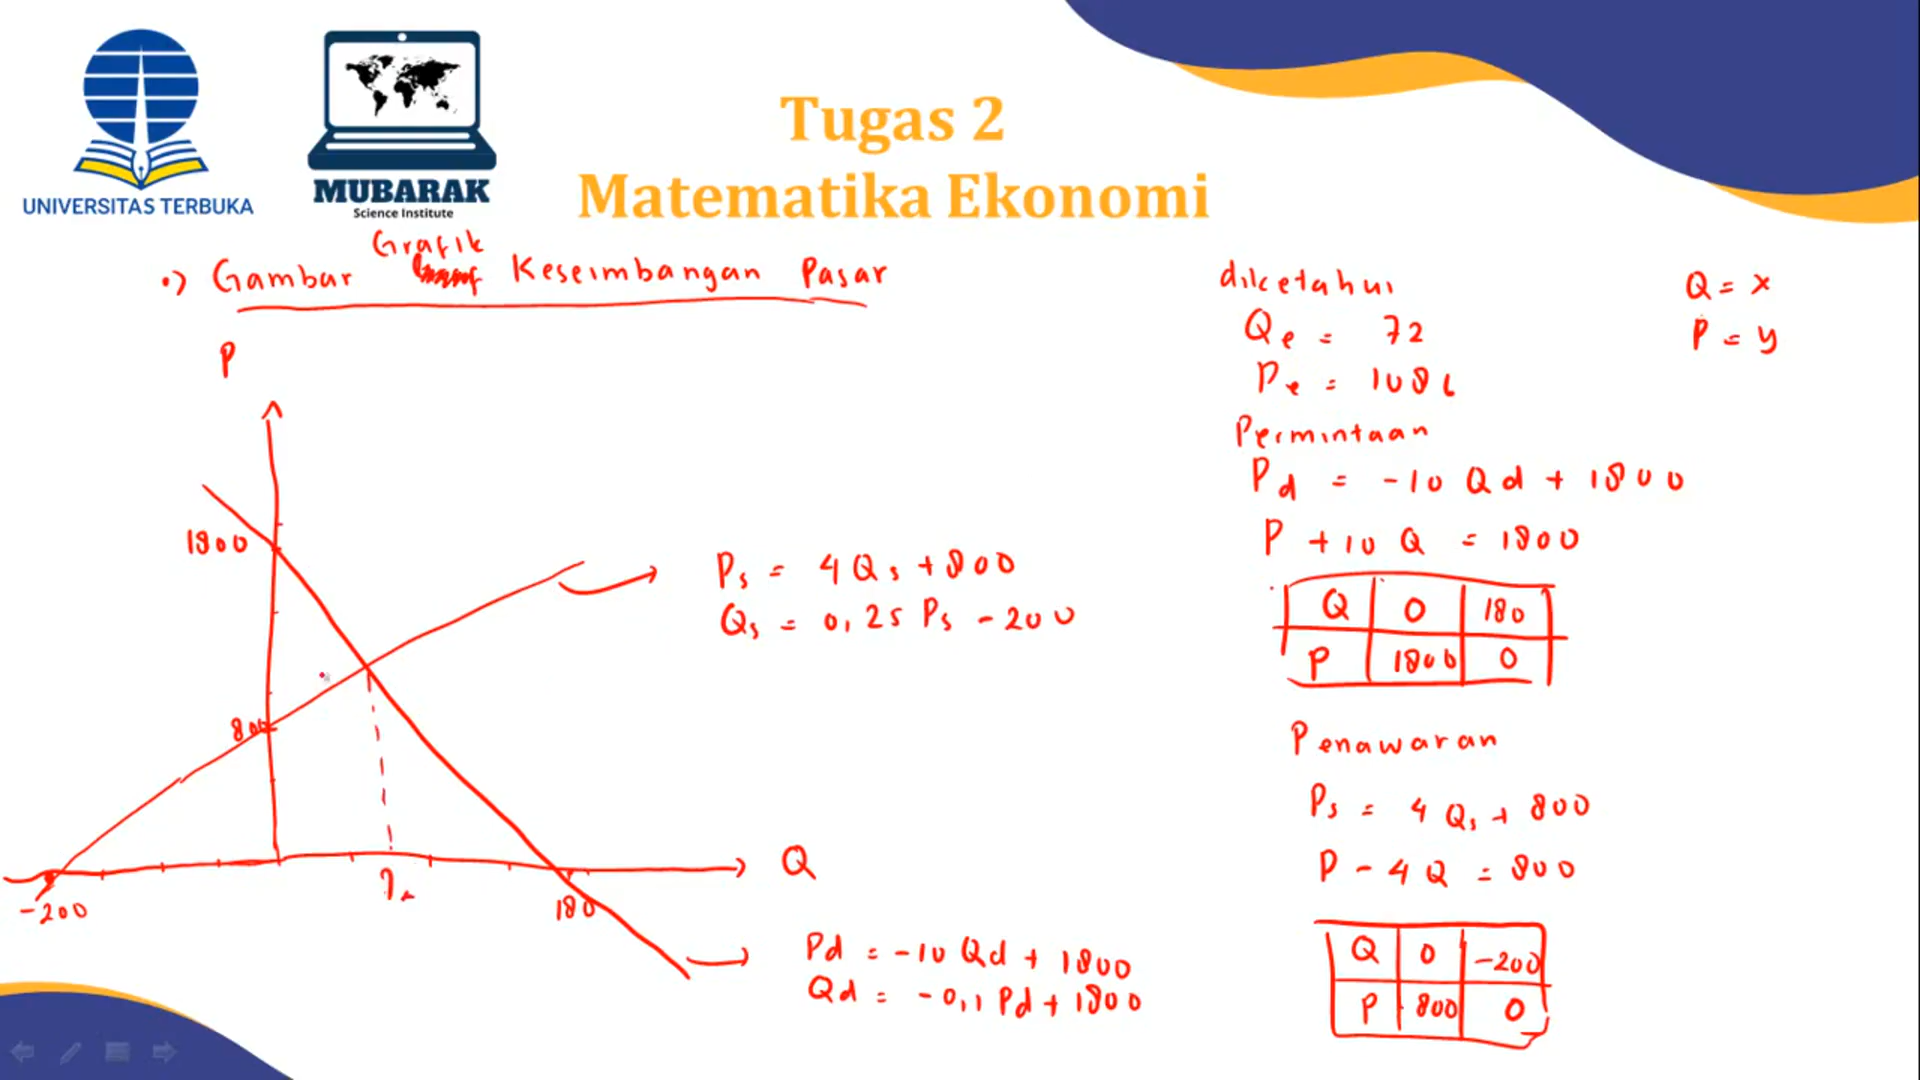 UNIVERSITAS TERBUKA
MUBARAK
Science Institute
Tugas 2
Matematika Ekonomi
Grafik
•) Gambar Keseimbangan Pasar
P
1800
800
-200
180
Q
Ps = 4Qs + 800
Qs = 0,25 Ps - 200
Pd = -10 Qd + 1800
Qd = -0,1 Pd + 1800
diketahui
Qe = 72
Pe = 108
Permintaan
Pd = -10 Qd + 1800
P + 10 Q = 1800
Q 0 180
P 1800 0
Penawaran
Ps = 4 Qs + 800
P - 4Q = 800
Q 0 -200
P 800 0
Q = x
P = y